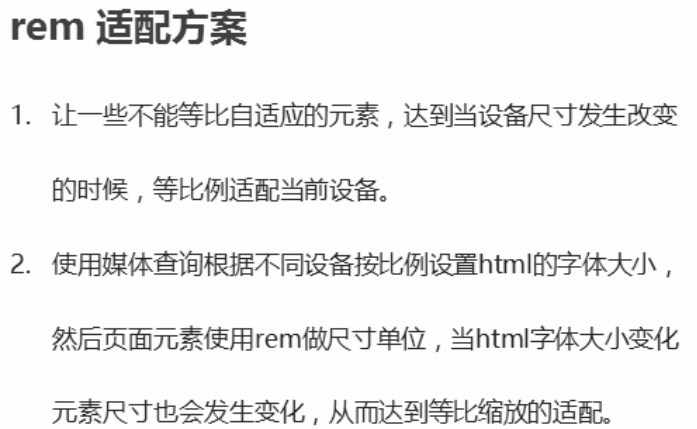 rem 适配方案
1. 让一些不能等比自适应的元素，达到当设备尺寸发生改变
的时候，等比例适配当前设备。
2. 使用媒体查询根据不同设备按比例设置html的字体大小，
然后页面元素使用rem做尺寸单位，当html字体大小变化
元素尺寸也会发生变化，从而达到等比缩放的适配。